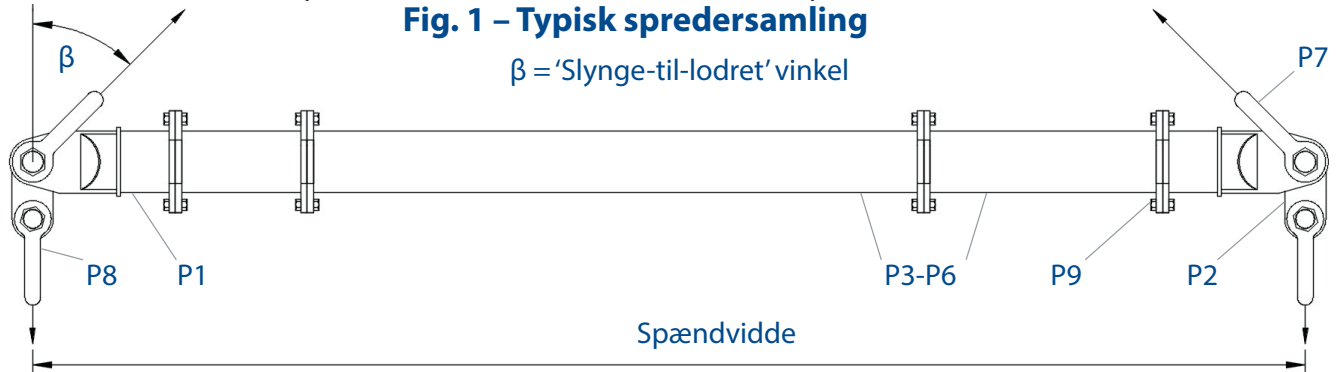 Fig. 1 – Typisk spredersamling
β = ‘Slynge-til-lodret’ vinkel
β
P7
P8
P1
P3-P6
P9
P2
Spændvidde